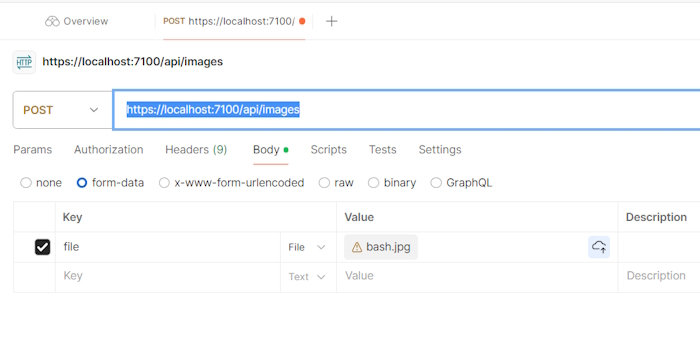 Overview POST https://localhost:7100/
HTTP https://localhost:7100/api/images
POST https://localhost:7100/api/images
Params Authorization Headers (9) Body Scripts Tests Settings
none form-data x-www-form-urlencoded raw binary GraphQL
Key Value Description
file File bash.jpg
Key Text Value Description